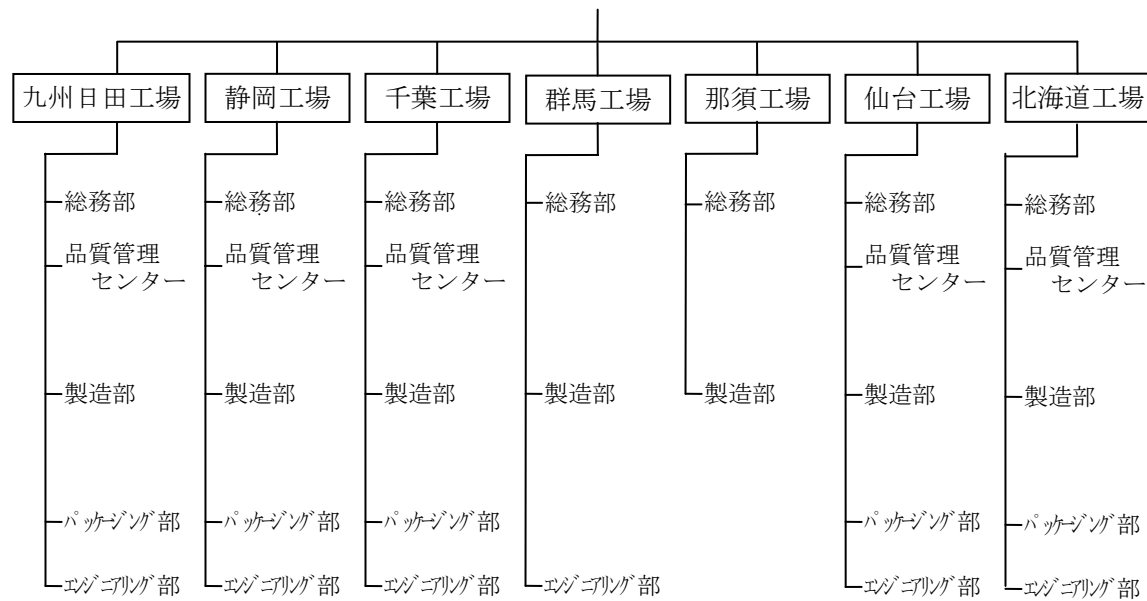 九州日田工場
静岡工場
千葉工場
群馬工場
那須工場
仙台工場
北海道工場
総務部
総務部
総務部
総務部
総務部
総務部
総務部
品質管理
センター
品質管理
センター
品質管理
センター
品質管理
センター
品質管理
センター
製造部
製造部
製造部
製造部
製造部
製造部
製造部
パッケージング部
パッケージング部
パッケージング部
パッケージング部
パッケージング部
エンジニアリング部
エンジニアリング部
エンジニアリング部
エンジニアリング部
エンジニアリング部
エンジニアリング部